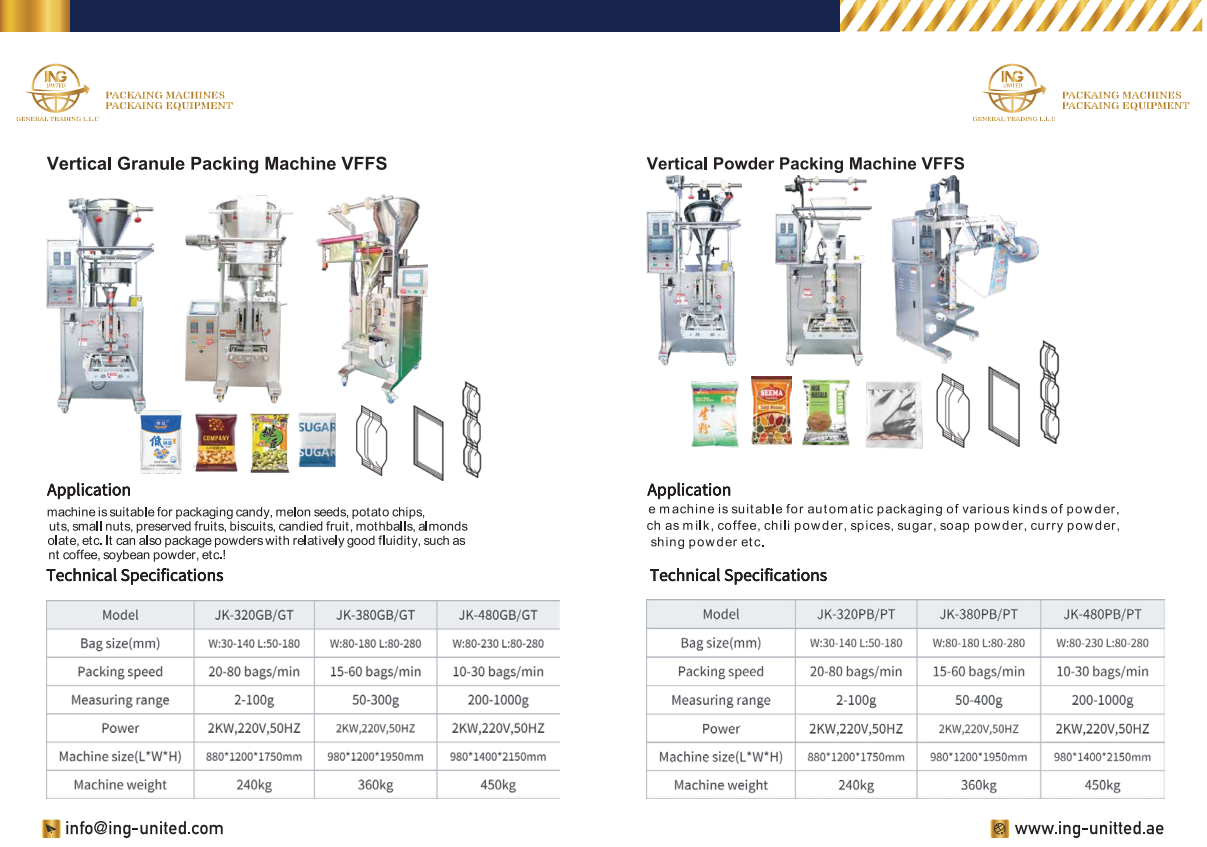 ING
UNITED
GENERAL TRADING L.L.C
PACKAING MACHINES
PACKAING EQUIPMENT
ING
UNITED
GENERAL TRADING L.L.C
PACKAING MACHINES
PACKAING EQUIPMENT
Vertical Granule Packing Machine VFFS
COMPANY
SUGAR
SUGAR
Application
machine is suitable for packaging candy, melon seeds, potato chips,
uts, small nuts, preserved fruits, biscuits, candied fruit, mothballs, almonds
olate, etc. It can also package powders with relatively good fluidity, such as
nt coffee, soybean powder, etc.!
Technical Specifications
Model JK-320GB/GT JK-380GB/GT JK-480GB/GT
Bag size(mm) W:30-140 L:50-180 W:80-180 L:80-280 W:80-230 L:80-280
Packing speed 20-80 bags/min 15-60 bags/min 10-30 bags/min
Measuring range 2-100g 50-300g 200-1000g
Power 2KW,220V,50HZ 2KW,220V,50HZ 2KW,220V,50HZ
Machine size(L*W*H) 880*1200*1750mm 980*1200*1950mm 980*1400*2150mm
Machine weight 240kg 360kg 450kg
info@ing-united.com
Vertical Powder Packing Machine VFFS
SEEMA
MASALA
Application
e machine is suitable for automatic packaging of various kinds of powder,
ch as milk, coffee, chili powder, spices, sugar, soap powder, curry powder,
shing powder etc.
Technical Specifications
Model JK-320PB/PT JK-380PB/PT JK-480PB/PT
Bag size(mm) W:30-140 L:50-180 W:80-180 L:80-280 W:80-230 L:80-280
Packing speed 20-80 bags/min 15-60 bags/min 10-30 bags/min
Measuring range 2-100g 50-400g 200-1000g
Power 2KW,220V,50HZ 2KW,220V,50HZ 2KW,220V,50HZ
Machine size(L*W*H) 880*1200*1750mm 980*1200*1950mm 980*1400*2150mm
Machine weight 240kg 360kg 450kg
www.ing-unitted.ae